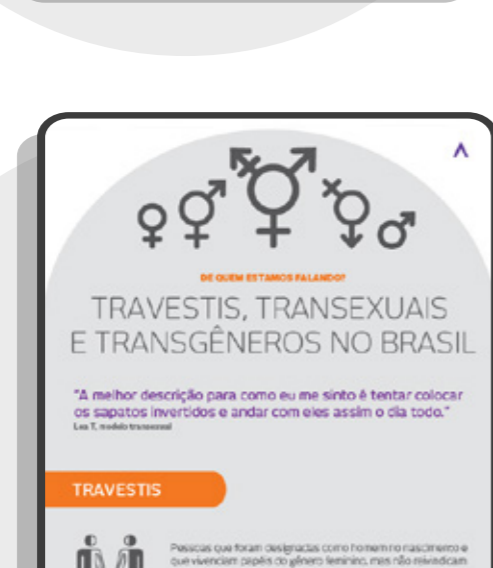 DE QUEM ESTAMOS FALANDO?
TRAVESTIS, TRANSEXUAIS
E TRANSGÊNEROS NO BRASIL
"A melhor descrição para como eu me sinto é tentar colocar
os sapatos invertidos e andar com eles assim o dia todo."
Lea T, modelo transexual
TRAVESTIS
Pessoas que foram designadas como homem no nascimento e
que vivenciam papéis do gênero feminino, mas não reivindicam